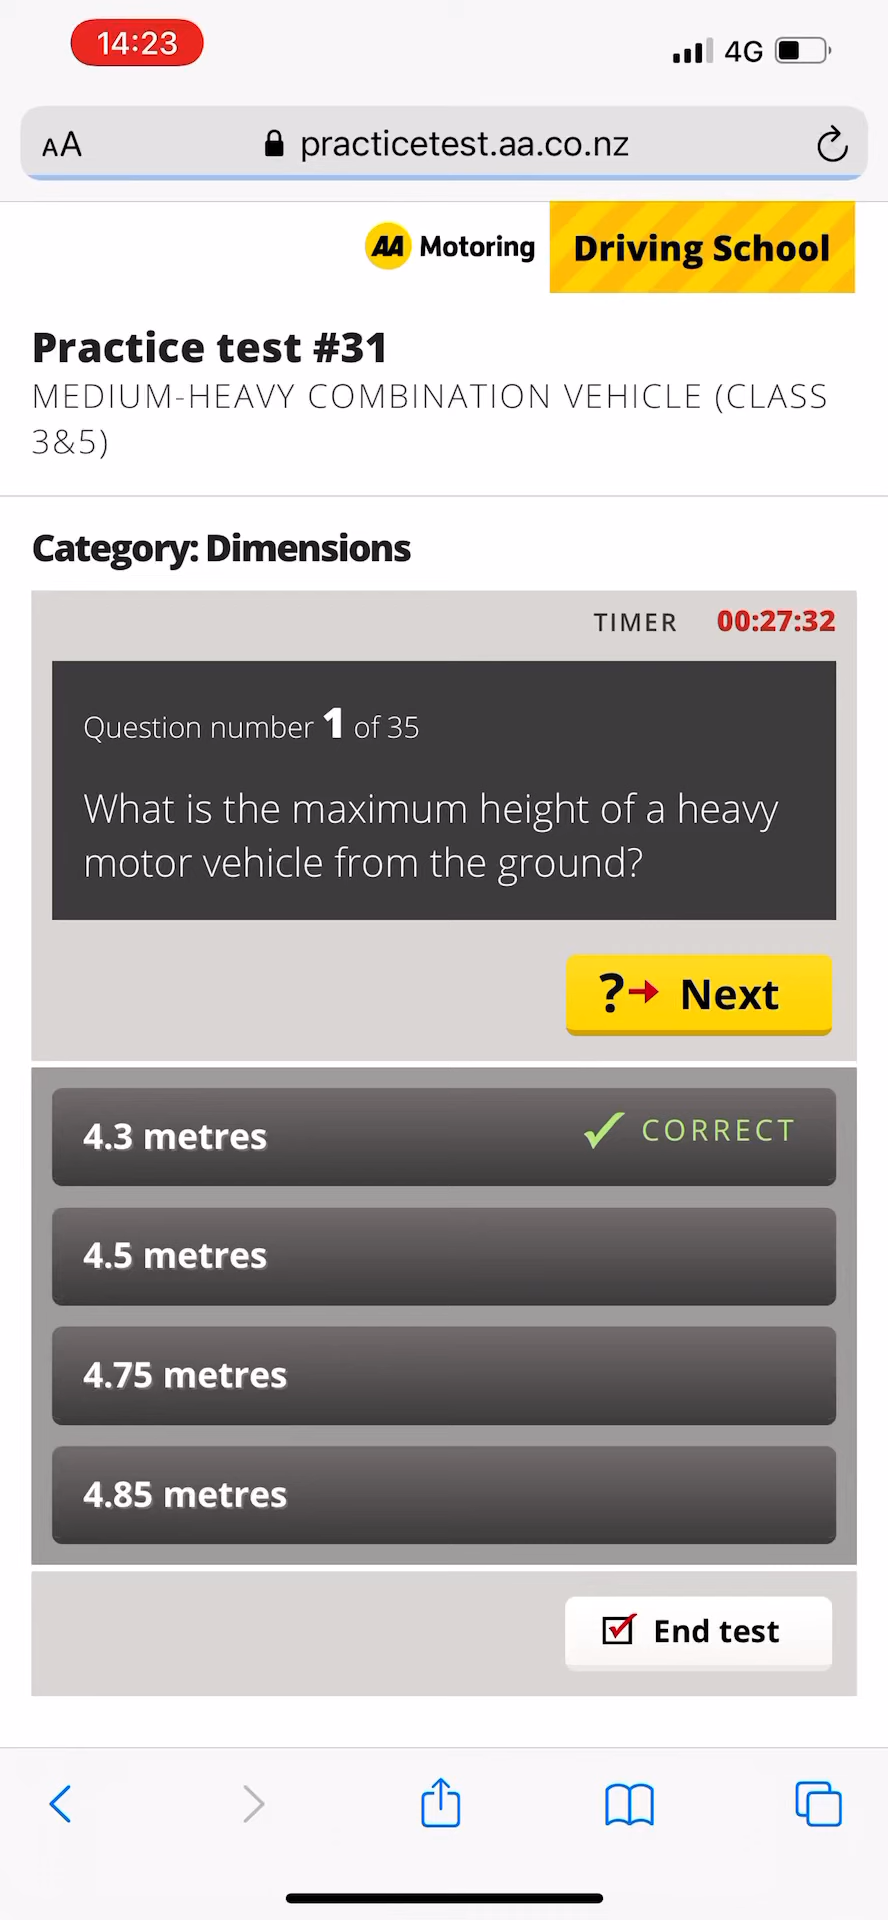 14:23
4G
AA
practicetest.aa.co.nz
AA Motoring
Driving School
Practice test #31
MEDIUM-HEAVY COMBINATION VEHICLE (CLASS
3&5)
Category: Dimensions
TIMER 00:27:32
Question number 1 of 35
What is the maximum height of a heavy
motor vehicle from the ground?
? Next
4.3 metres
CORRECT
4.5 metres
4.75 metres
4.85 metres
End test